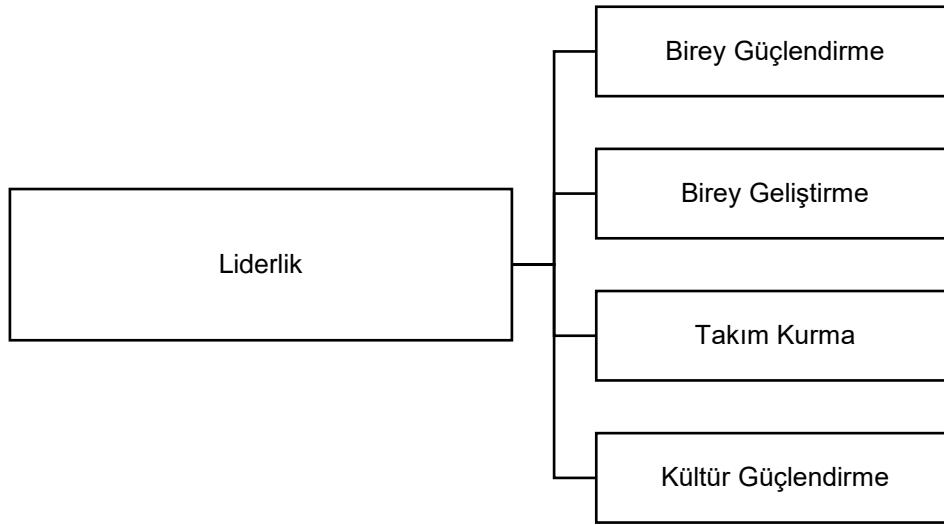 Birey Güçlendirme
Birey Geliştirme
Liderlik
Takım Kurma
Kültür Güçlendirme